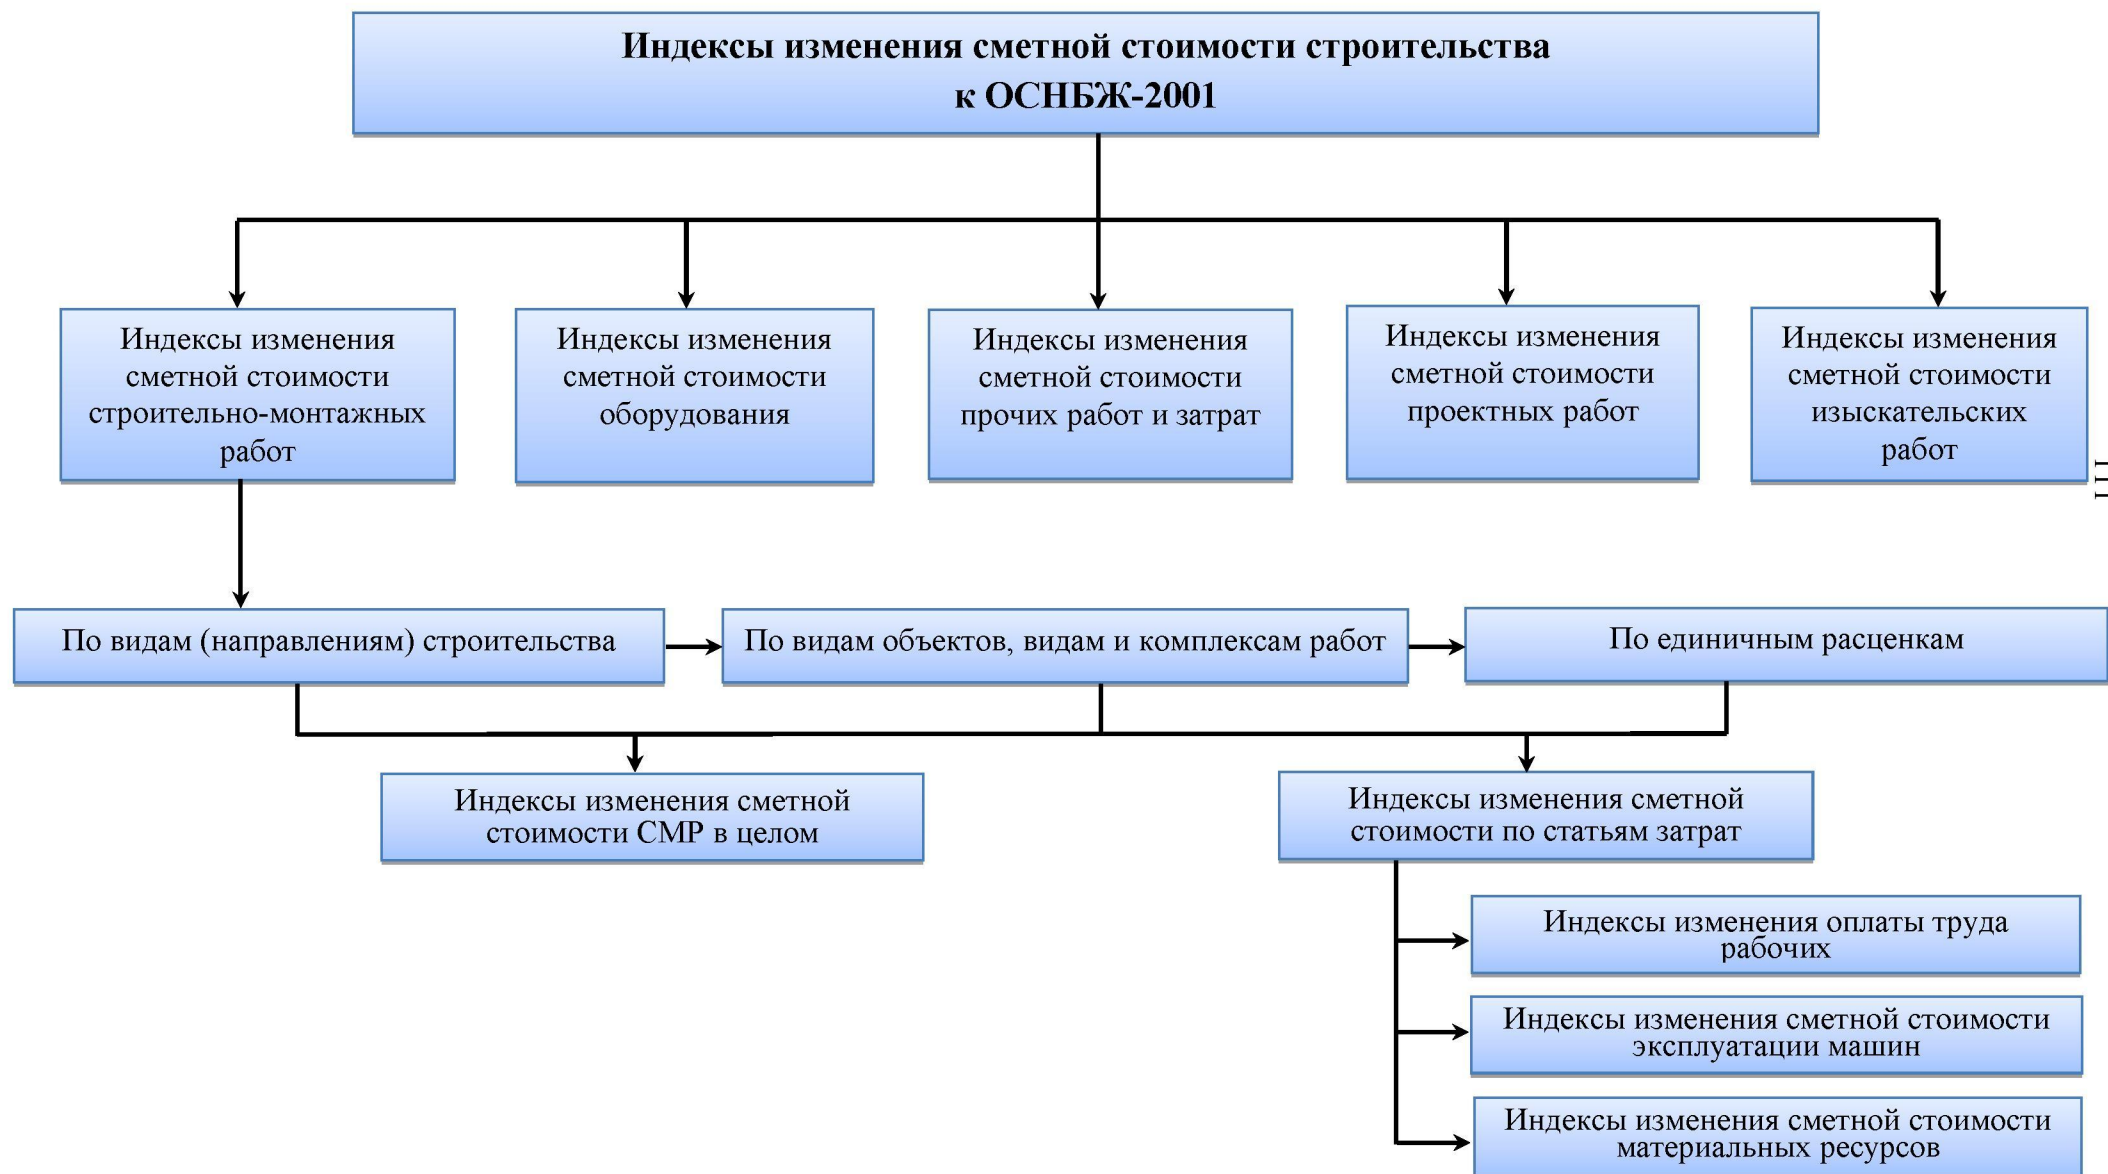 Индексы изменения сметной стоимости строительства
к ОСНБЖ-2001
Индексы изменения
сметной стоимости
строительно-монтажных
работ
Индексы изменения
сметной стоимости
оборудования
Индексы изменения
сметной стоимости
прочих работ и затрат
Индексы изменения
сметной стоимости
проектных работ
Индексы изменения
сметной стоимости
изыскательских
работ
По видам (направлениям) строительства
По видам объектов, видам и комплексам работ
По единичным расценкам
Индексы изменения сметной
стоимости СМР в целом
Индексы изменения сметной
стоимости по статьям затрат
Индексы изменения оплаты труда
рабочих
Индексы изменения сметной стоимости
эксплуатации машин
Индексы изменения сметной стоимости
материальных ресурсов